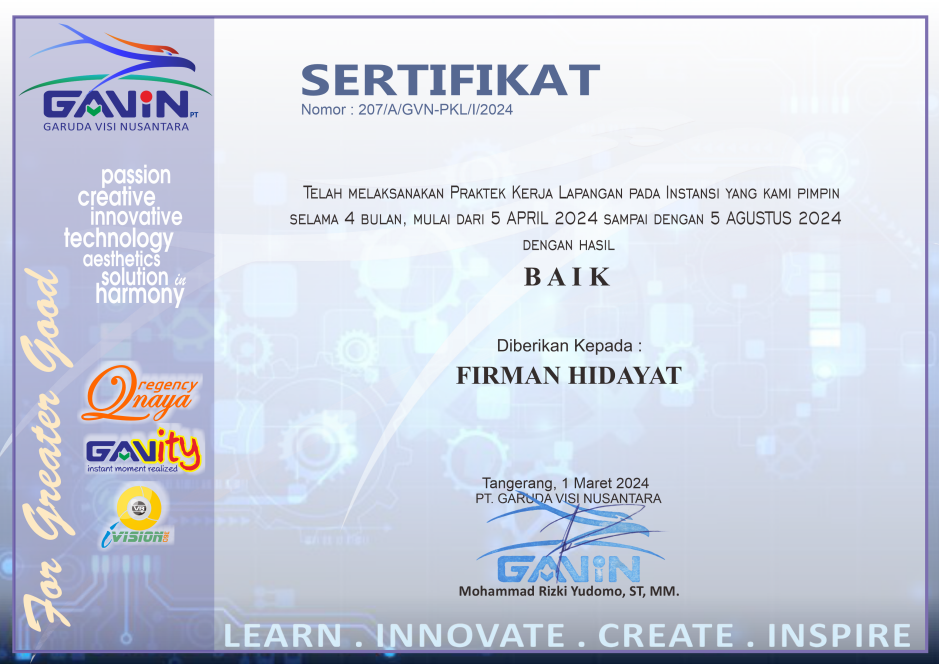 GAVIN PT
GARUDA VISI NUSANTARA
passion
creative
innovative
technology
aesthetics
solution in
harmony
For Greater Good
Qnaya regency
GAVity
instant moment realized
VR
iVISION
SERTIFIKAT
Nomor : 207/A/GVN-PKL/I/2024
Telah melaksanakan Praktek Kerja Lapangan pada Instansi yang kami pimpin
selama 4 bulan, mulai dari 5 APRIL 2024 sampai dengan 5 AGUSTUS 2024
dengan hasil
B A I K
Diberikan Kepada :
FIRMAN HIDAYAT
Tangerang, 1 Maret 2024
PT. GARUDA VISI NUSANTARA
GAVIN
Mohammad Rizki Yudomo, ST, MM.
LEARN . INNOVATE . CREATE . INSPIRE